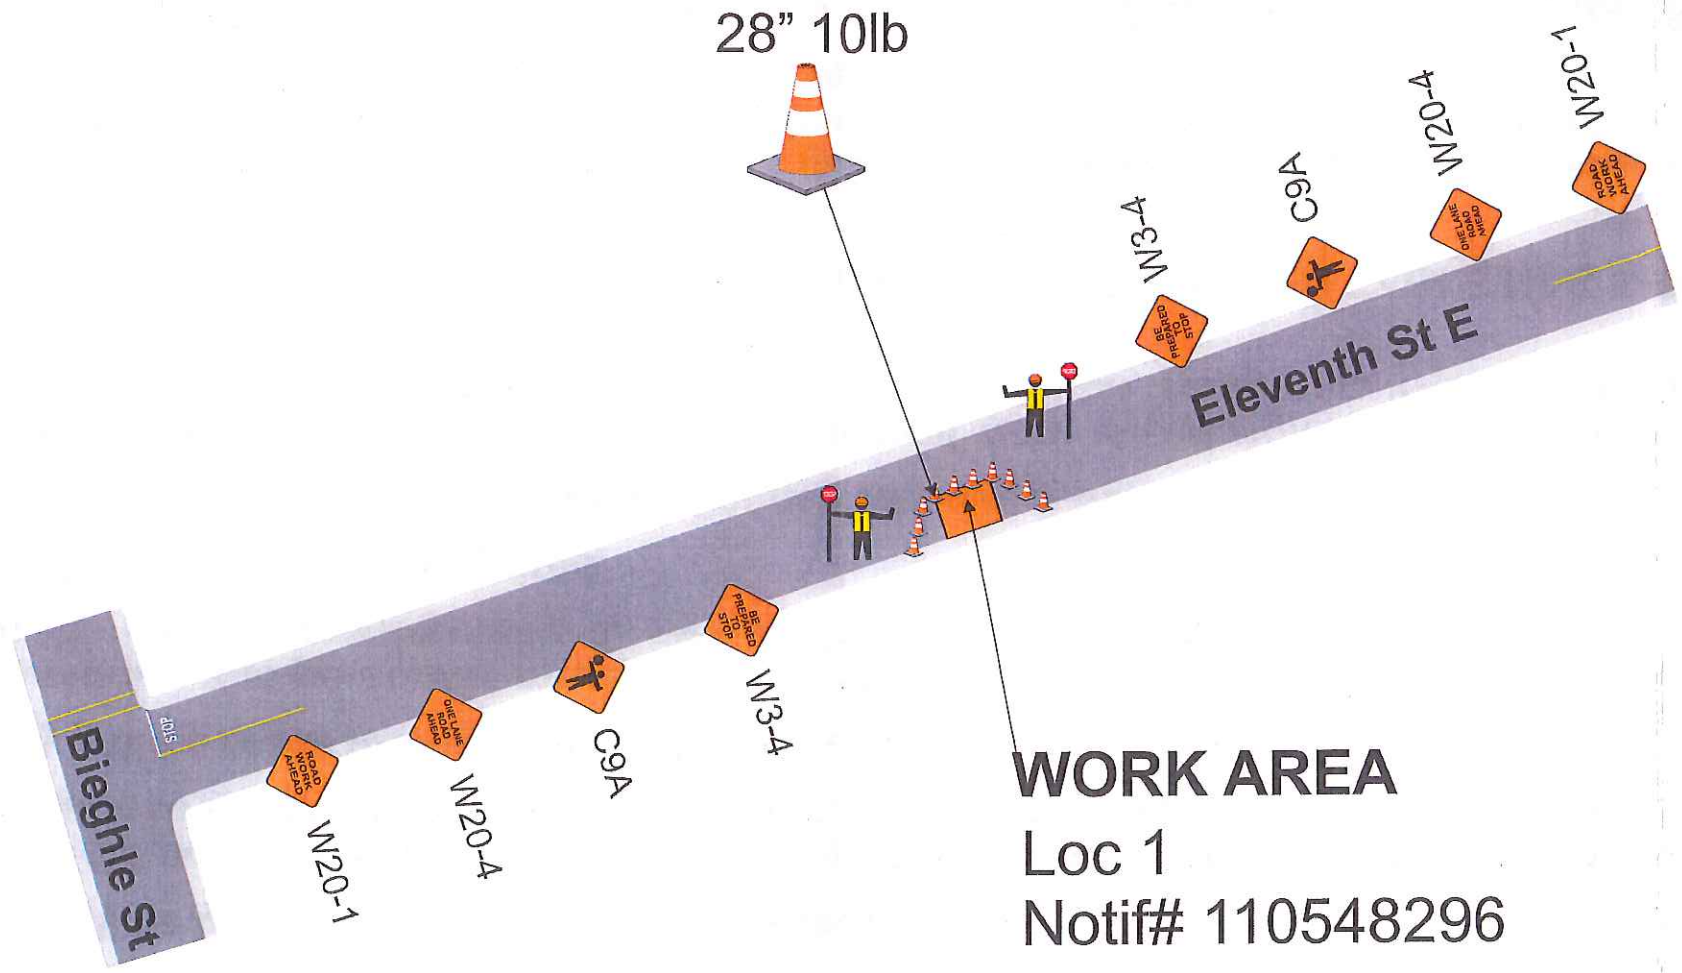 28” 10lb
W20-1
W20-4
C9A
W3-4
ROAD
WORK
AHEAD
ONE LANE
ROAD
AHEAD
BE
PREPARED
TO
STOP
Eleventh St E
STOP
BE
PREPARED
TO
STOP
ONE LANE
ROAD
AHEAD
ROAD
WORK
AHEAD
W3-4
C9A
W20-4
W20-1
Bieghle St
STOP
WORK AREA
Loc 1
Notif# 110548296